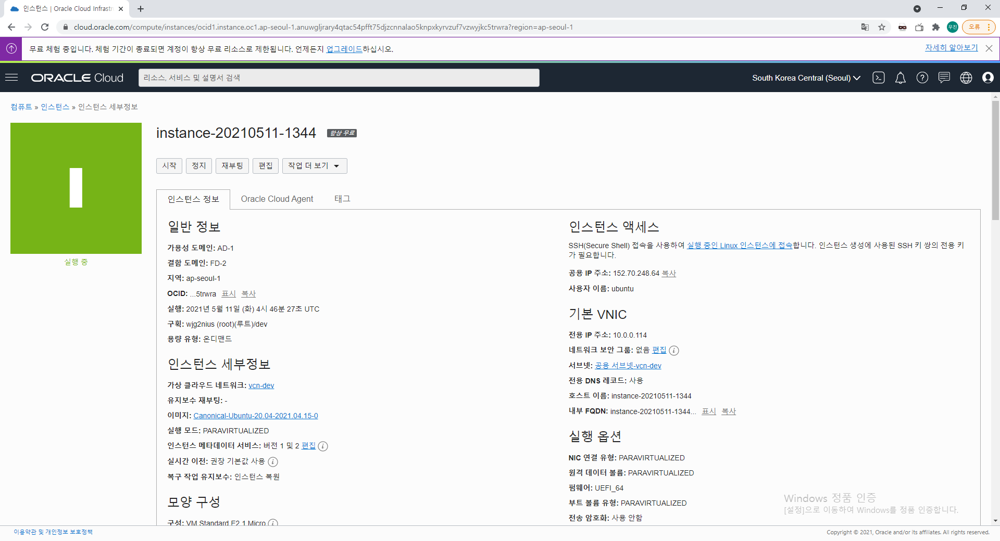 인스턴스 | Oracle Cloud Infrastr
cloud.oracle.com/compute/instances/ocid1.instance.oc1.ap-seoul-1.anuwgljrary4qtac54pfft75djzcnnalao5knpxkyrvzuf7vzwyjkc5trwra?region=ap-seoul-1
우진
오류
무료 체험 중입니다. 체험 기간이 종료되면 계정이 항상 무료 리소스로 제한됩니다. 언제든지 업그레이드하십시오.
자세히 알아보기
ORACLE Cloud
리소스, 서비스 및 설명서 검색
South Korea Central (Seoul)
컴퓨트 » 인스턴스 » 인스턴스 세부정보
I
실행 중
instance-20210511-1344
항상 무료
시작 정지 재부팅 편집 작업 더 보기
인스턴스 정보 Oracle Cloud Agent 태그
일반 정보
가용성 도메인: AD-1
결함 도메인: FD-2
지역: ap-seoul-1
OCID: ...5trwra 표시 복사
실행: 2021년 5월 11일 (화) 4시 46분 27초 UTC
구획: wjg2nius (root)(루트)/dev
용량 유형: 온디맨드
인스턴스 세부정보
가상 클라우드 네트워크: vcn-dev
유지보수 재부팅: -
이미지: Canonical-Ubuntu-20.04-2021.04.15-0
실행 모드: PARAVIRTUALIZED
인스턴스 메타데이터 서비스: 버전 1 및 2 편집
실시간 이전: 권장 기본값 사용
복구 작업 유지보수: 인스턴스 복원
모양 구성
구성: VM.Standard.E2.1.Micro
인스턴스 액세스
SSH(Secure Shell) 접속을 사용하여 실행 중인 Linux 인스턴스에 접속합니다. 인스턴스 생성에 사용된 SSH 키 쌍의 전용 키
가 필요합니다.
공용 IP 주소: 152.70.248.64 복사
사용자 이름: ubuntu
기본 VNIC
전용 IP 주소: 10.0.0.114
네트워크 보안 그룹: 없음 편집
서브넷: 공용 서브넷-vcn-dev
전용 DNS 레코드: 사용
호스트 이름: instance-20210511-1344
내부 FQDN: instance-20210511-1344... 표시 복사
실행 옵션
NIC 연결 유형: PARAVIRTUALIZED
원격 데이터 볼륨: PARAVIRTUALIZED
펌웨어: UEFI_64
부트 볼륨 유형: PARAVIRTUALIZED
전송 암호화: 사용 안함
Windows 정품 인증
[설정]으로 이동하여 Windows를 정품 인증합니다.
이용약관 및 개인정보 보호정책
Copyright © 2021, Oracle and/or its affiliates. All rights reserved.